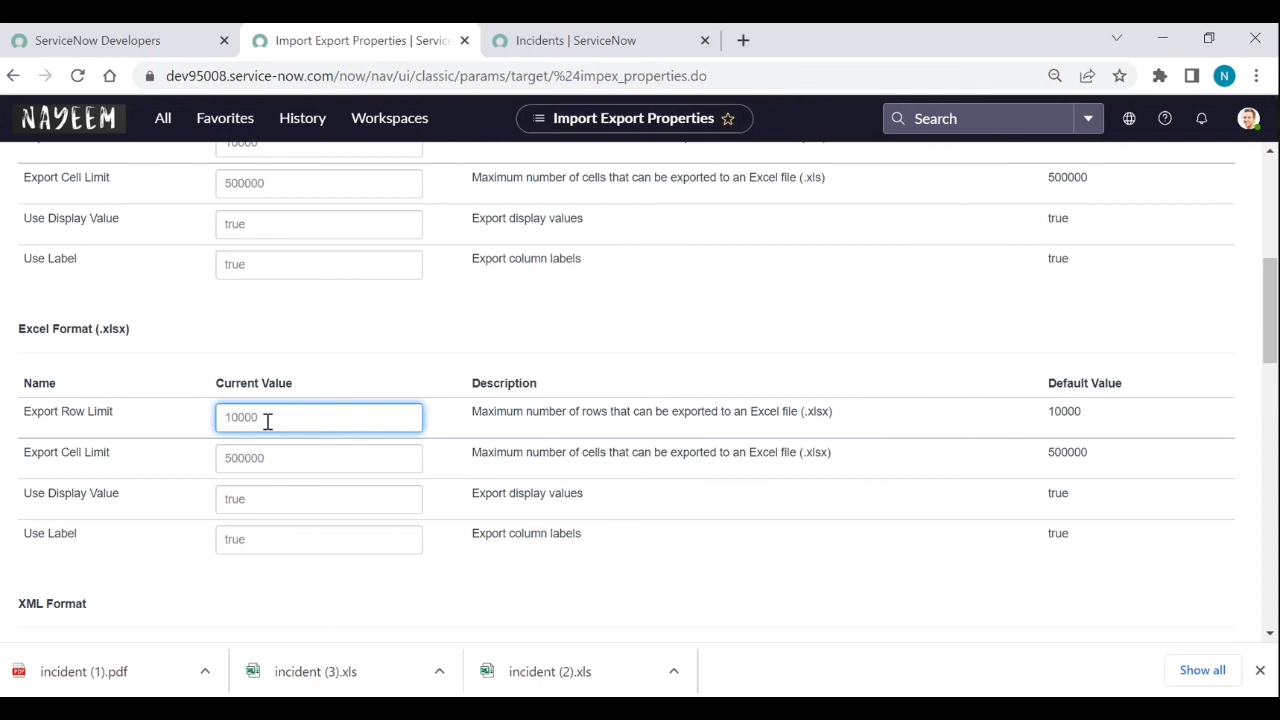 ServiceNow Developers
Import Export Properties | Service
Incidents | ServiceNow
dev95008.service-now.com/now/nav/ui/classic/params/target/%24impex_properties.do
N
NAYEEM
All
Favorites
History
Workspaces
Import Export Properties
Search
10000
Export Cell Limit 500000 Maximum number of cells that can be exported to an Excel file (.xls) 500000
Use Display Value true Export display values true
Use Label true Export column labels true
Excel Format (.xlsx)
Name Current Value Description Default Value
Export Row Limit 10000 Maximum number of rows that can be exported to an Excel file (.xlsx) 10000
Export Cell Limit 500000 Maximum number of cells that can be exported to an Excel file (.xlsx) 500000
Use Display Value true Export display values true
Use Label true Export column labels true
XML Format
incident (1).pdf
incident (3).xls
incident (2).xls
Show all